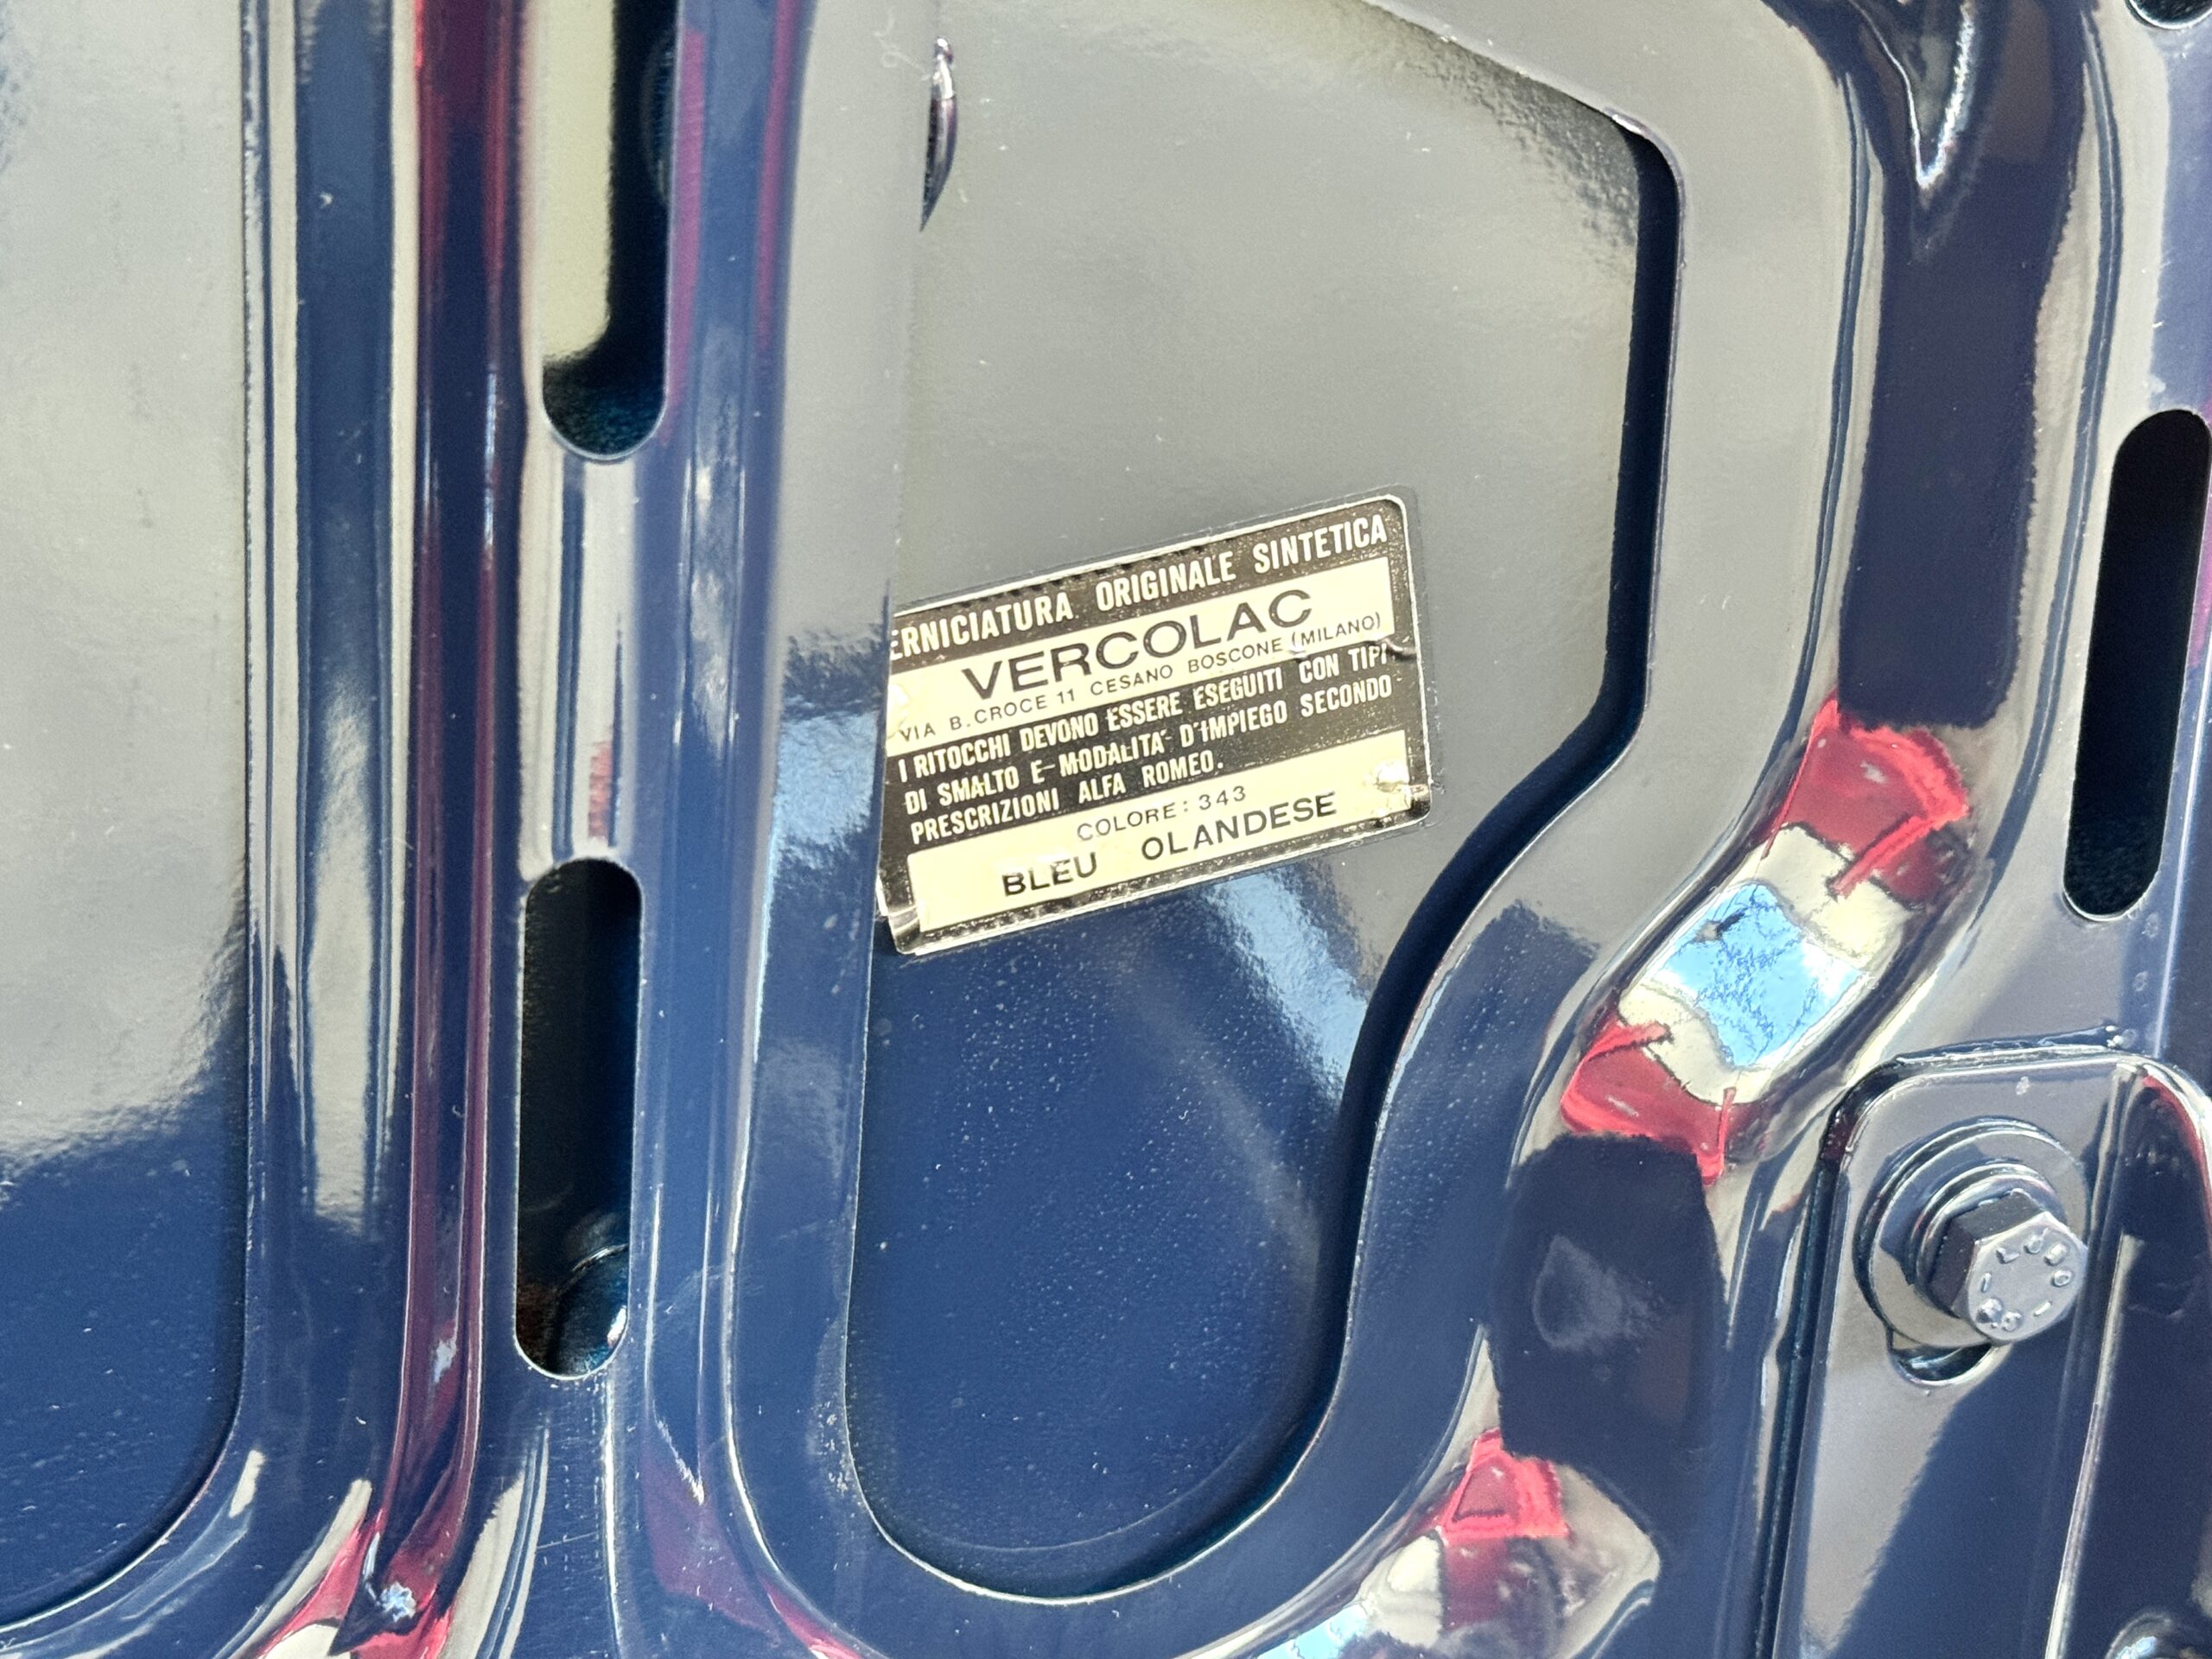 ERNICIATURA ORIGINALE SINTETICA
VERCOLAC
VIA B. CROCE 11 CESANO BOSCONE (MILANO)
I RITOCCHI DEVONO ESSERE ESEGUITI CON TIPI
DI SMALTO E MODALITA' D'IMPIEGO SECONDO
PRESCRIZIONI ALFA ROMEO.
COLORE: 343
BLEU OLANDESE